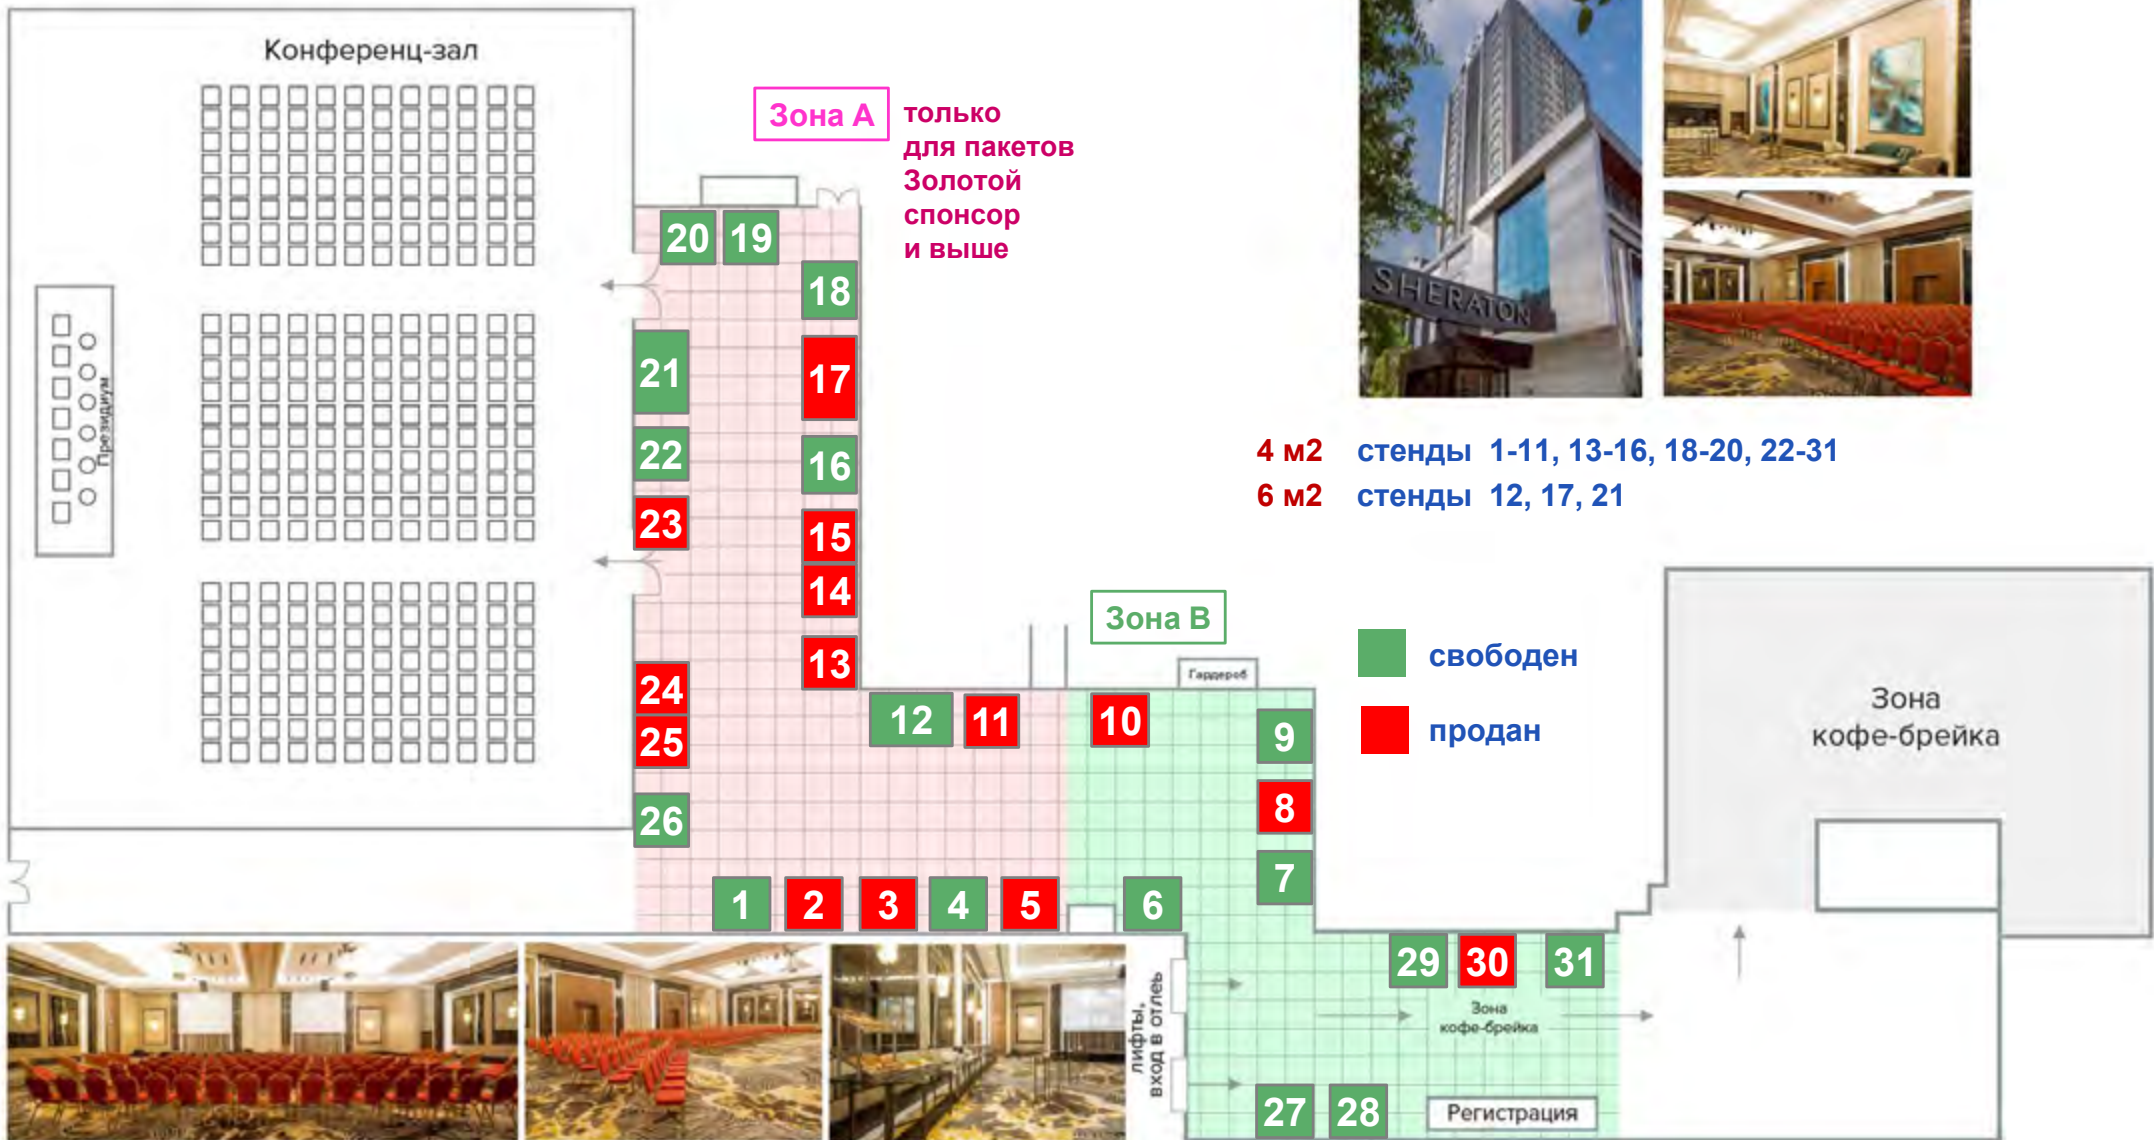 Конференц-зал
Президиум
Зона А
только
для пакетов
Золотой
спонсор
и выше
20
19
18
21
17
22
16
23
15
14
13
24
25
26
12
11
10
9
8
7
1
2
3
4
5
6
SHERATON
4 м2 стенды 1-11, 13-16, 18-20, 22-31
6 м2 стенды 12, 17, 21
Зона В
Гардероб
свободен
продан
Зона
кофе-брейка
29
30
31
Зона
кофе-брейка
лифты,
вход в отлеь
27
28
Регистрация